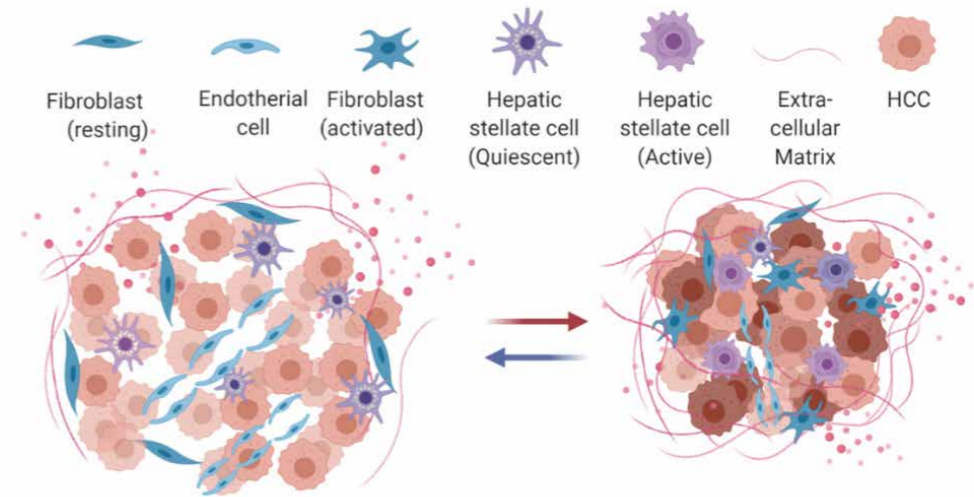 Fibroblast
(resting)
Endotherial
cell
Fibroblast
(activated)
Hepatic
stellate cell
(Quiescent)
Hepatic
stellate cell
(Active)
Extra-
cellular
Matrix
HCC